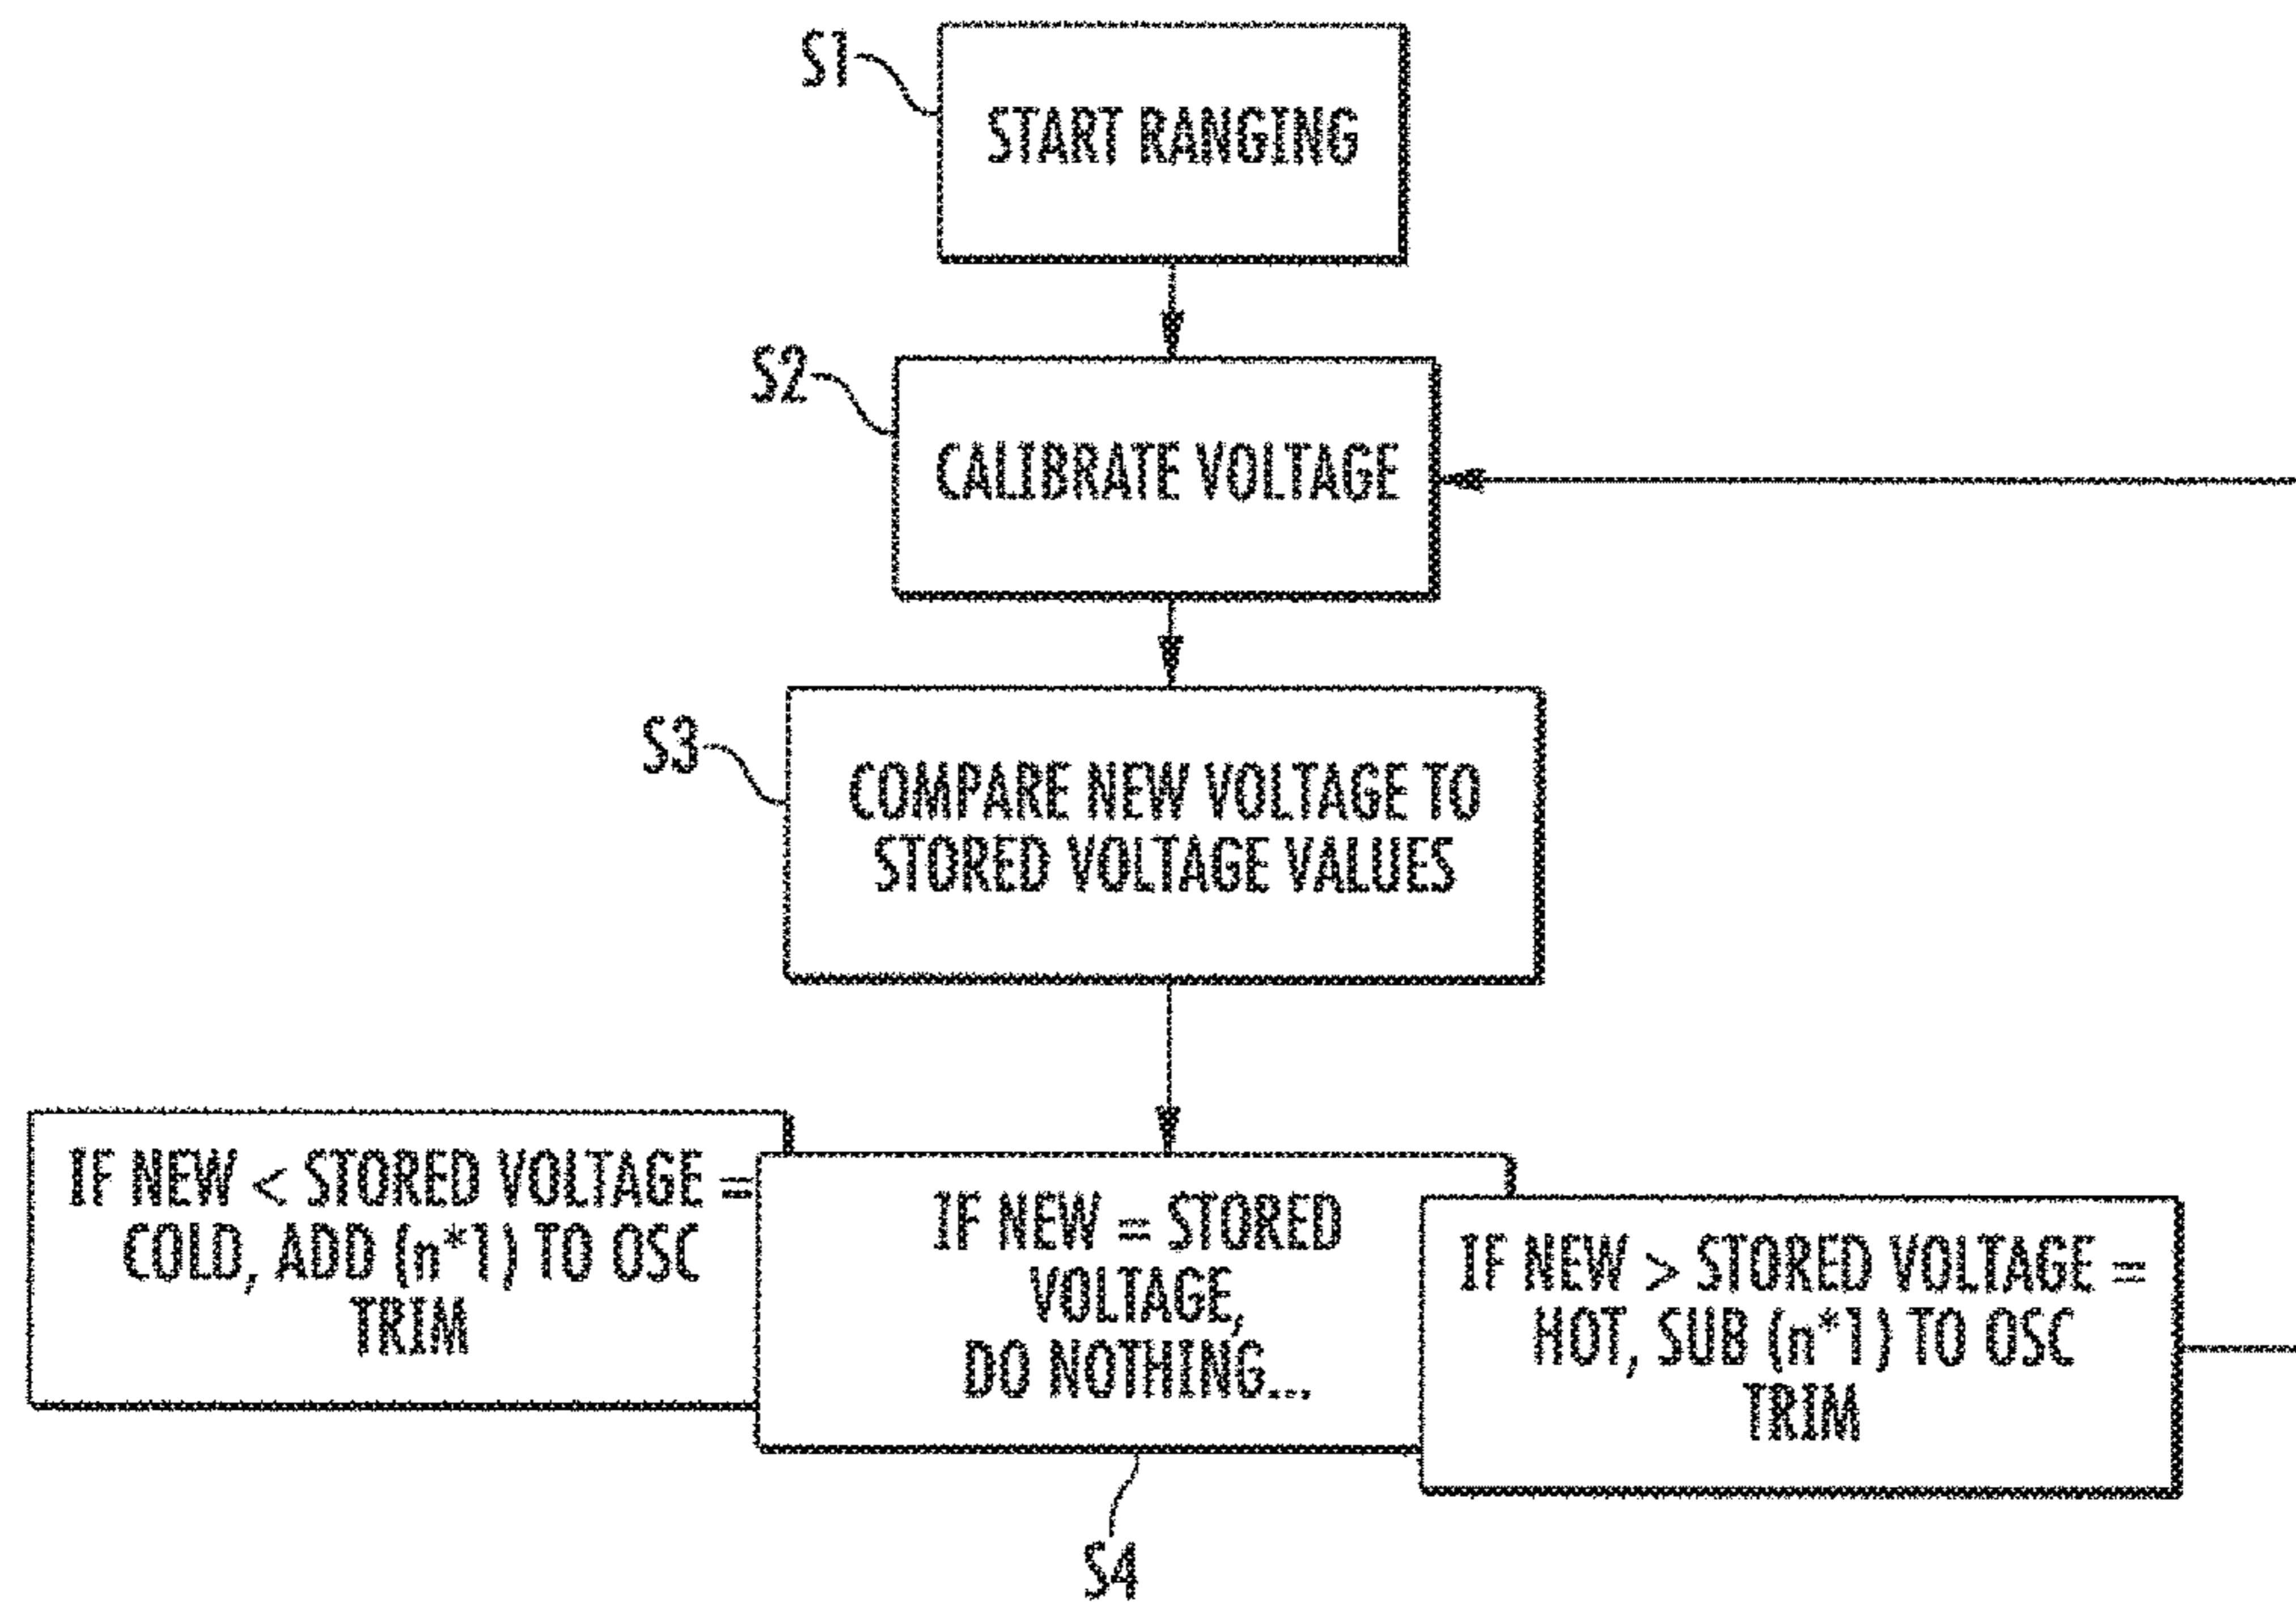 S1
START RANGING
S2
CALIBRATE VOLTAGE
S3
COMPARE NEW VOLTAGE TO
STORED VOLTAGE VALUES
IF NEW < STORED VOLTAGE =
COLD, ADD (n*1) TO OSC
TRIM
IF NEW = STORED
VOLTAGE,
DO NOTHING...
IF NEW > STORED VOLTAGE =
HOT, SUB (n*1) TO OSC
TRIM
S4